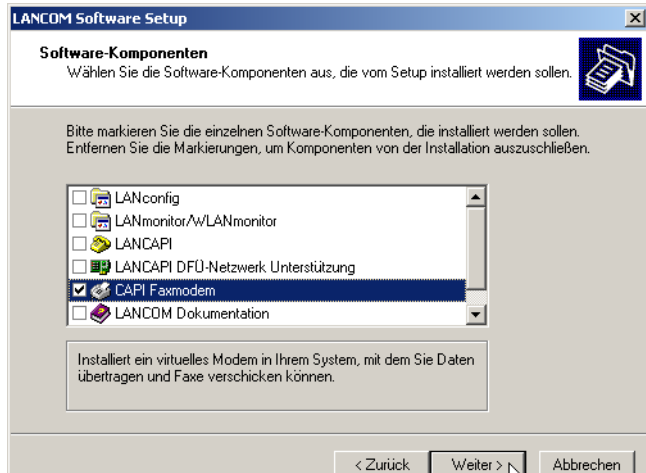 LANCOM Software Setup
Software-Komponenten
Wählen Sie die Software-Komponenten aus, die vom Setup installiert werden sollen.
Bitte markieren Sie die einzelnen Software-Komponenten, die installiert werden sollen.
Entfernen Sie die Markierungen, um Komponenten von der Installation auszuschließen.
LANconfig
LANmonitor/WLANmonitor
LANCAPI
LANCAPI DFÜ-Netzwerk Unterstützung
CAPI Faxmodem
LANCOM Dokumentation
Installiert ein virtuelles Modem in Ihrem System, mit dem Sie Daten
übertragen und Faxe verschicken können.
< Zurück Weiter > Abbrechen